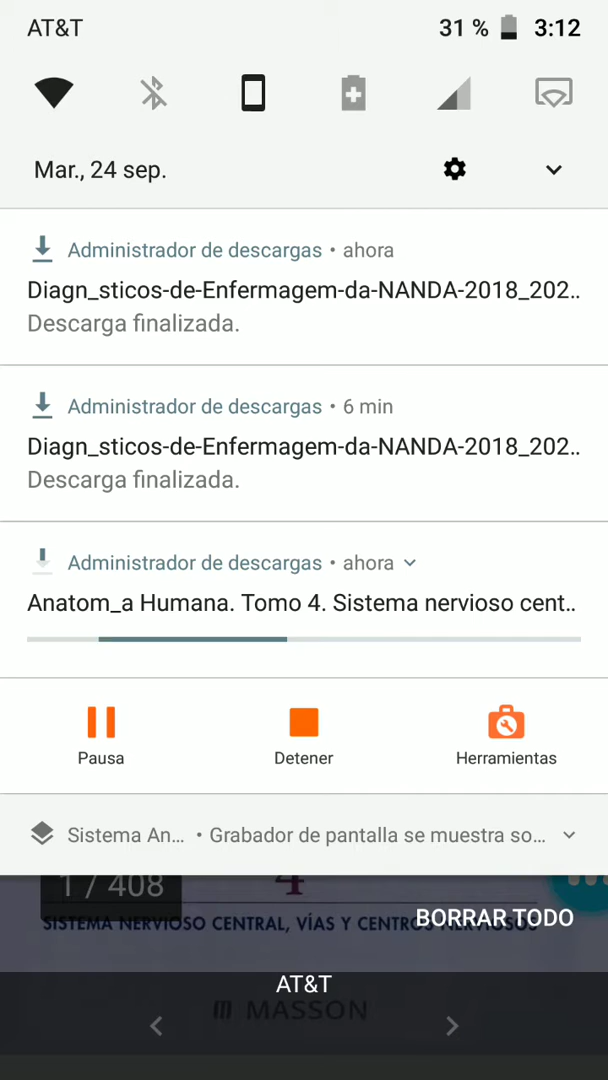 AT&T 31 % 3:12
Mar., 24 sep.
Administrador de descargas • ahora
Diagn_sticos-de-Enfermagem-da-NANDA-2018_202..
Descarga finalizada.
Administrador de descargas • 6 min
Diagn_sticos-de-Enfermagem-da-NANDA-2018_202..
Descarga finalizada.
Administrador de descargas • ahora
Anatom_a Humana. Tomo 4. Sistema nervioso cent..
Pausa Detener Herramientas
Sistema An... • Grabador de pantalla se muestra so...
1 / 408 4
SISTEMA NERVIOSO CENTRAL, VÍAS Y CENTROS NERVIOSOS
BORRAR TODO
AT&T
MASSON